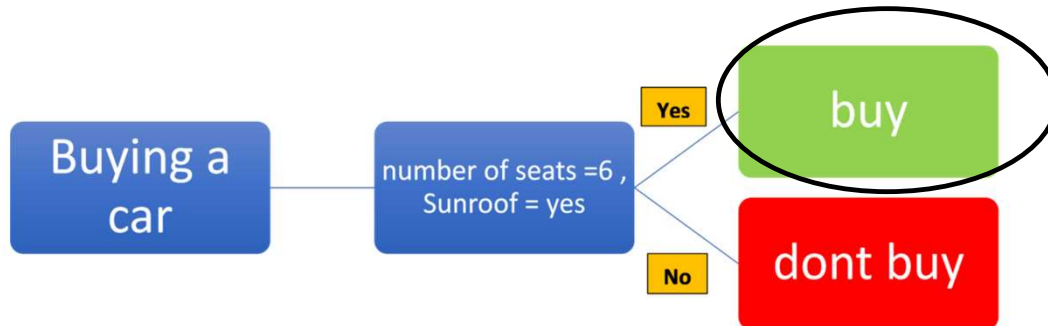 Buying a
car
number of seats =6 ,
Sunroof = yes
Yes
buy
No
dont buy